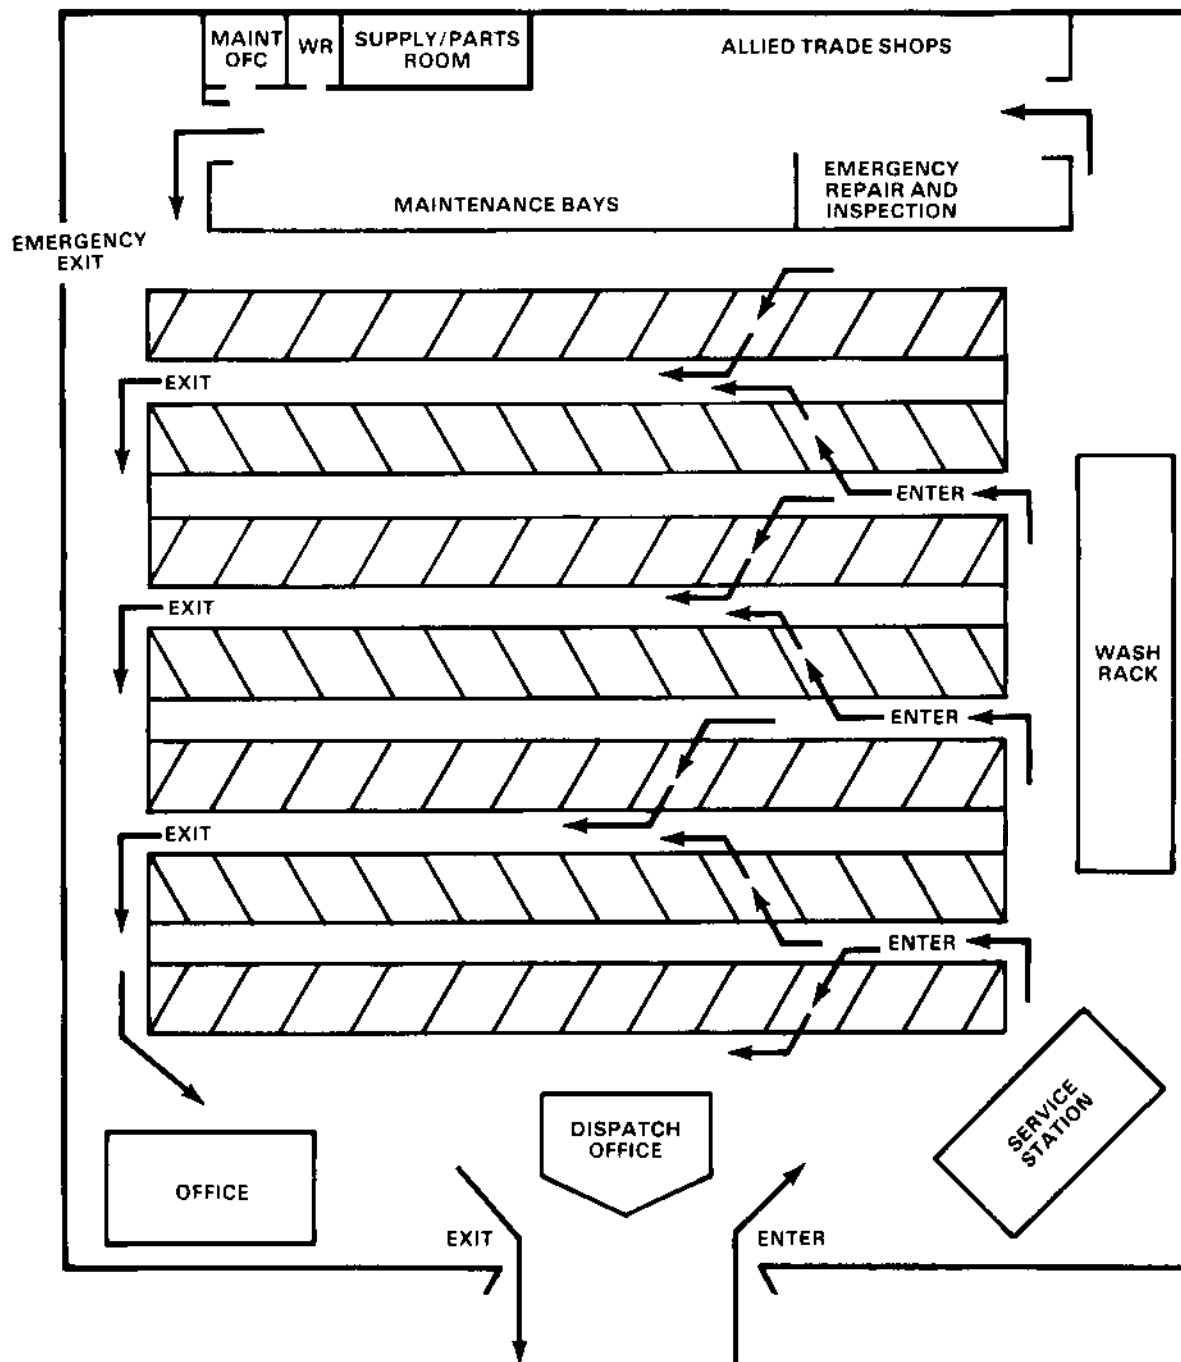 MAINT
OFC
WR
SUPPLY/PARTS
ROOM
ALLIED TRADE SHOPS
MAINTENANCE BAYS
EMERGENCY
REPAIR AND
INSPECTION
EMERGENCY
EXIT
EXIT
ENTER
EXIT
WASH
RACK
ENTER
EXIT
ENTER
SERVICE
STATION
DISPATCH
OFFICE
OFFICE
EXIT
ENTER